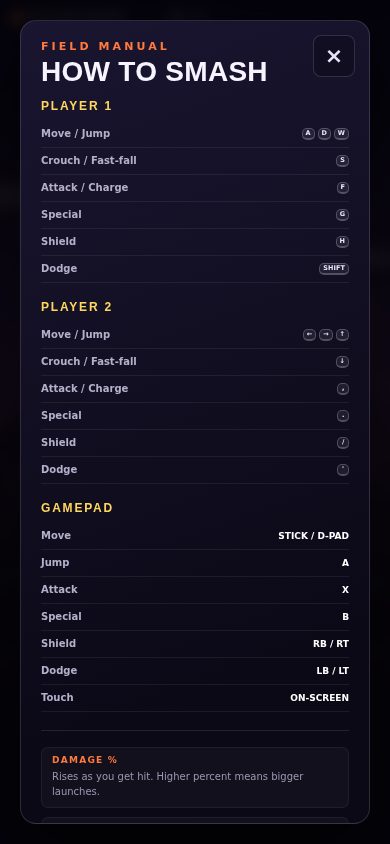 FIELD MANUAL
HOW TO SMASH
✕
PLAYER 1
Move / Jump A D W
Crouch / Fast-fall S
Attack / Charge F
Special G
Shield H
Dodge SHIFT
PLAYER 2
Move / Jump ← → ↑
Crouch / Fast-fall ↓
Attack / Charge ,
Special .
Shield /
Dodge '
GAMEPAD
Move STICK / D-PAD
Jump A
Attack X
Special B
Shield RB / RT
Dodge LB / LT
Touch ON-SCREEN
DAMAGE %
Rises as you get hit. Higher percent means bigger
launches.